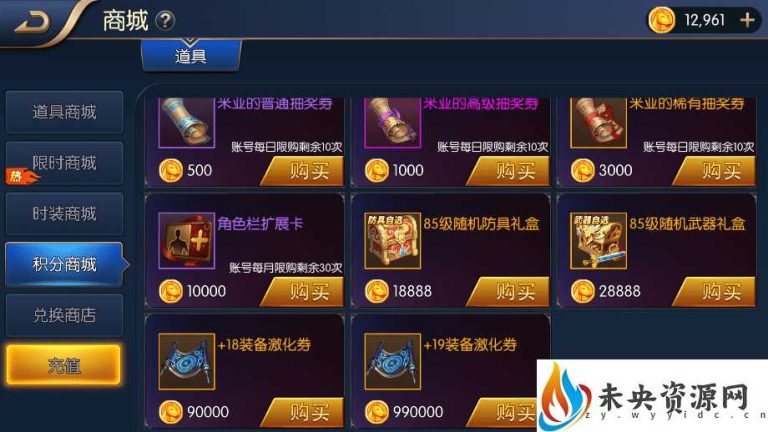 商城 ?
12,961 +
道具
道具商城
限时商城
热
时装商城
积分商城
兑换商店
充值
米亚的普通抽奖券
账号每日限购剩余10次
500 购买
米亚的高级抽奖券
账号每日限购剩余10次
1000 购买
米亚的稀有抽奖券
账号每日限购剩余10次
3000 购买
角色栏扩展卡
账号每月限购剩余30次
10000 购买
防具自选
85级随机防具礼盒
18888 购买
武器自选
85级随机武器礼盒
28888 购买
+18装备激化券
90000 购买
+19装备激化券
990000 购
未央资源网
zy.wyyidc.cn